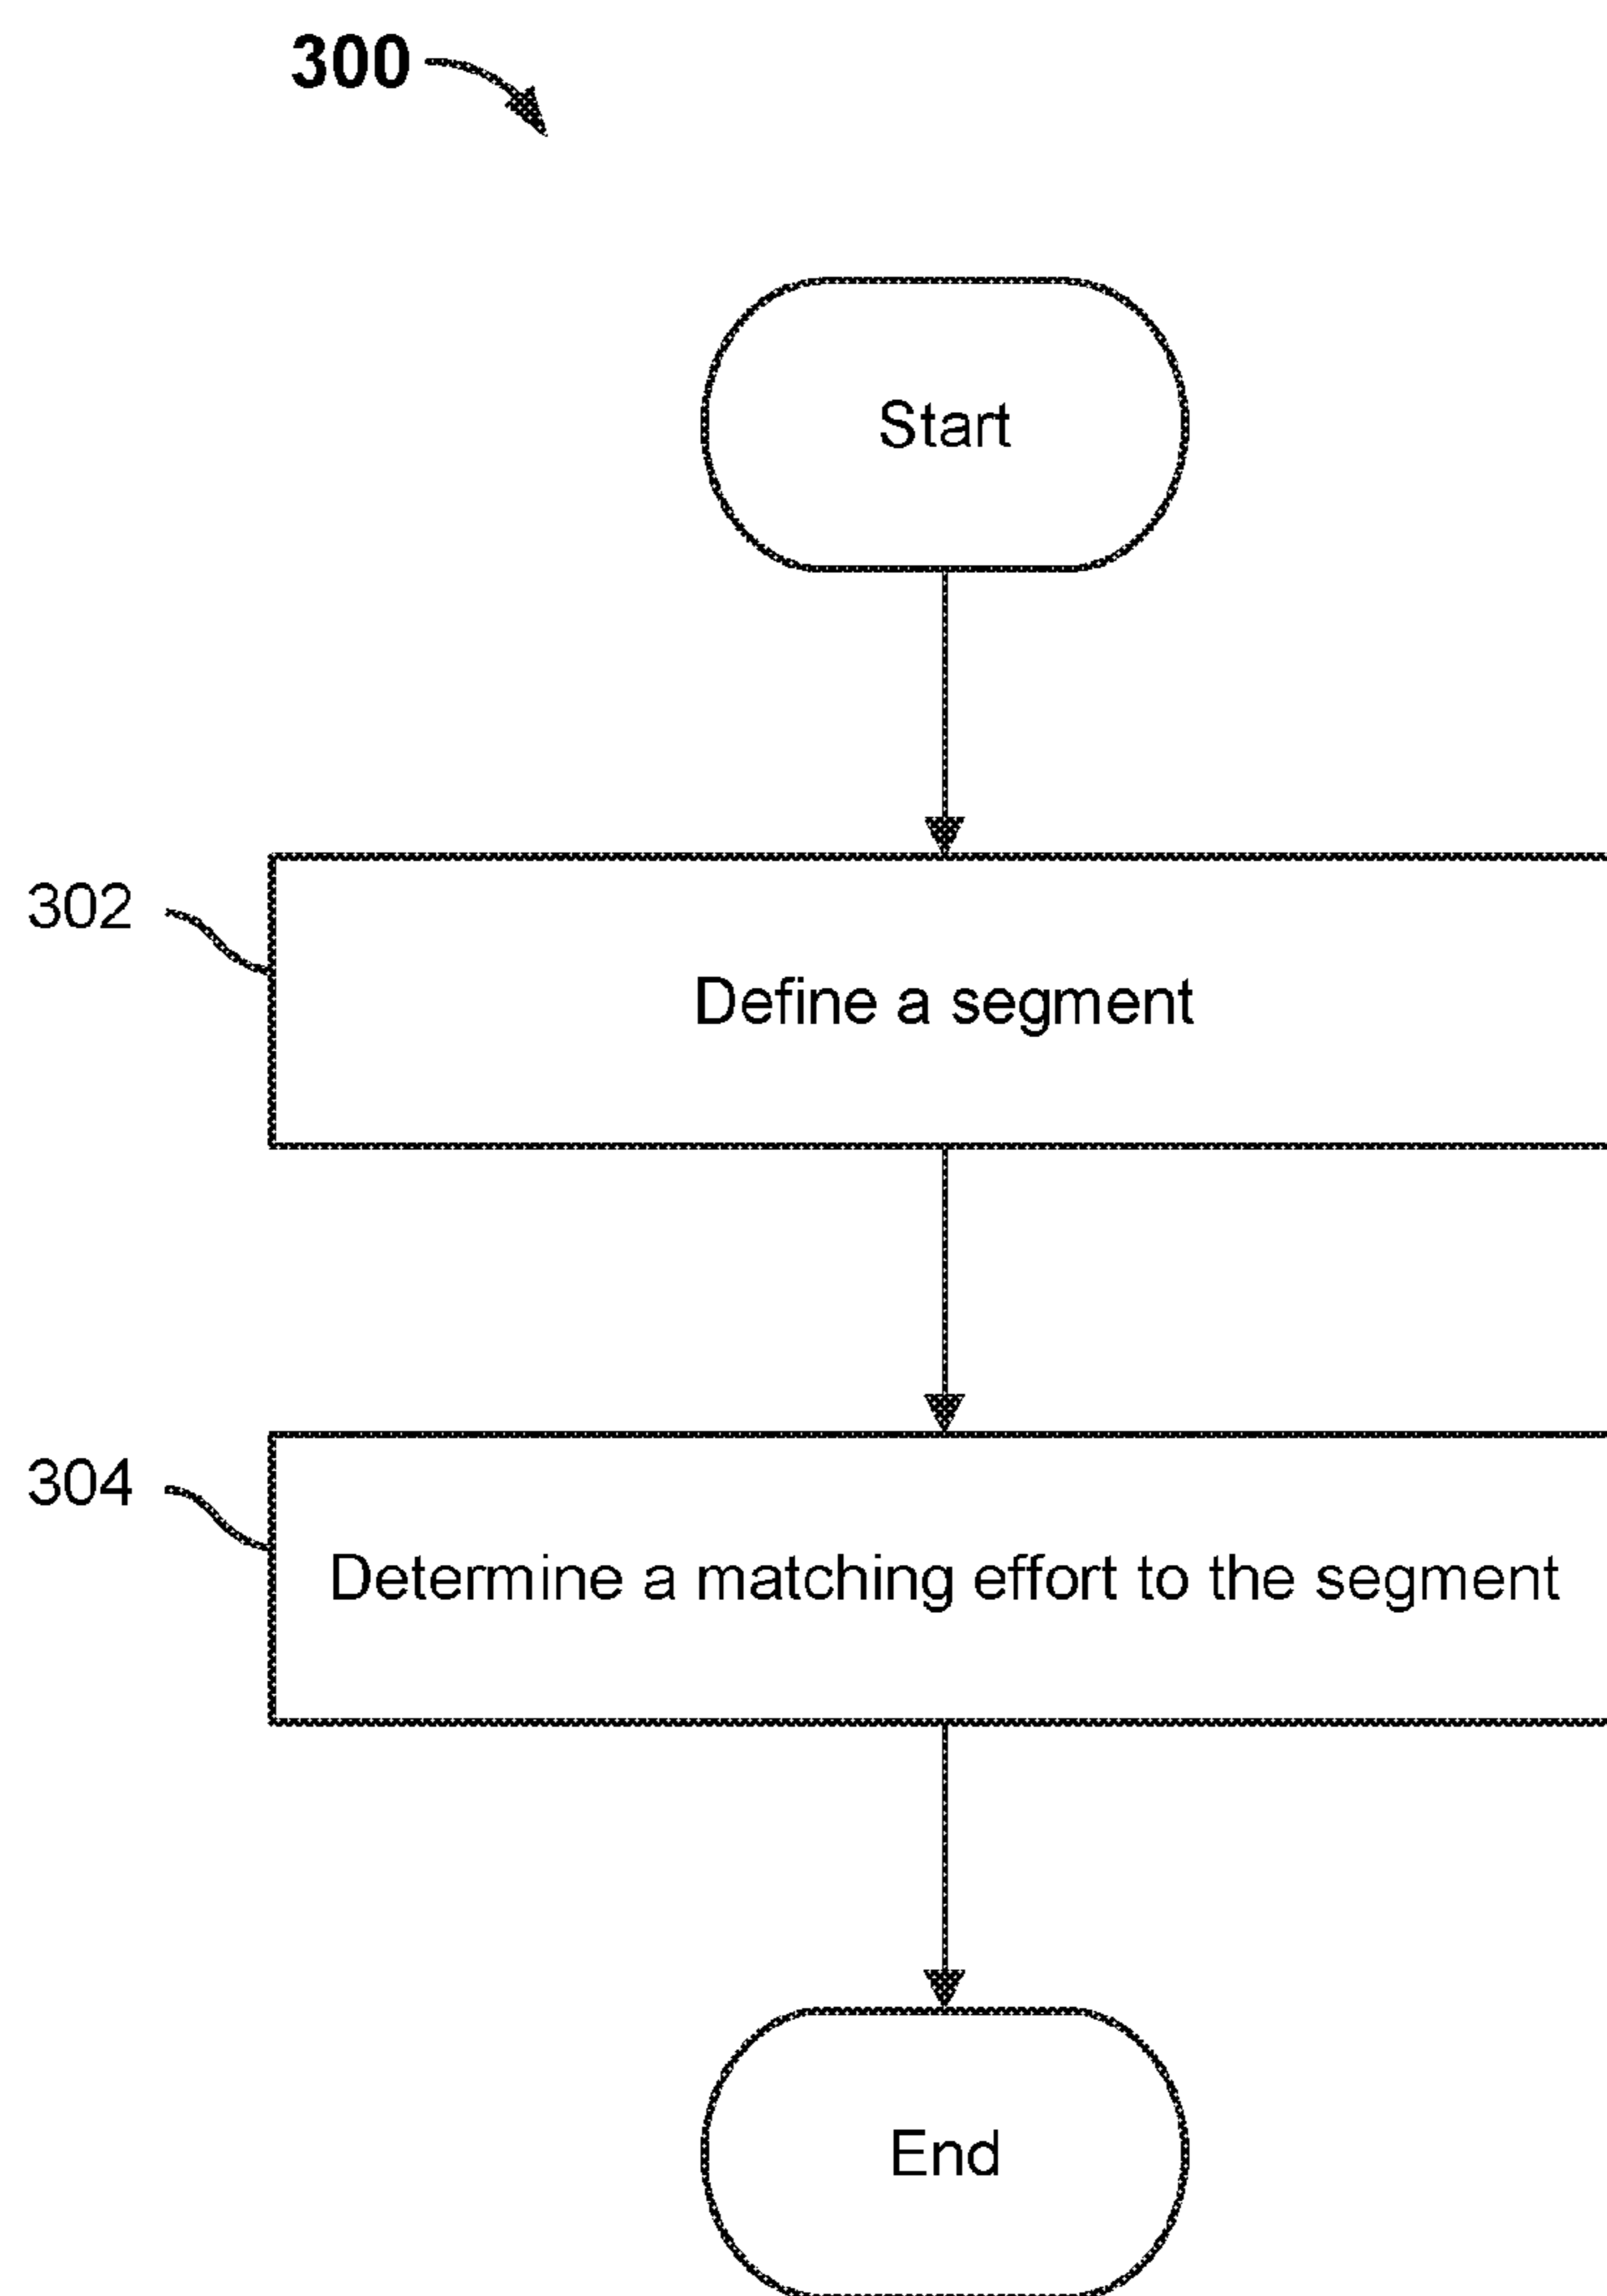 300
Start
302
Define a segment
304
Determine a matching effort to the segment
End